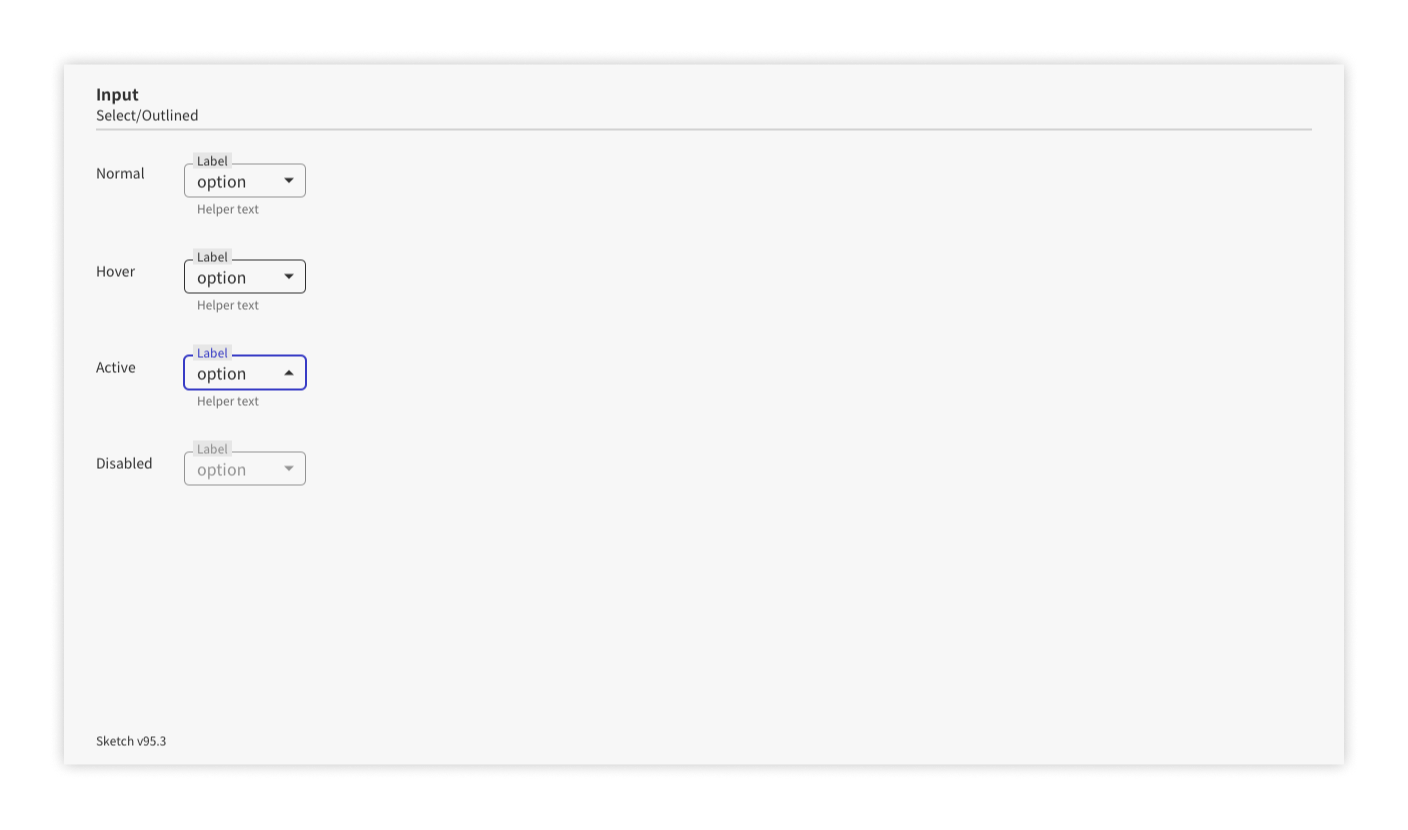 Input
Select/Outlined
Normal
Label
option
Helper text
Hover
Label
option
Helper text
Active
Label
option
Helper text
Disabled
Label
option
Sketch v95.3